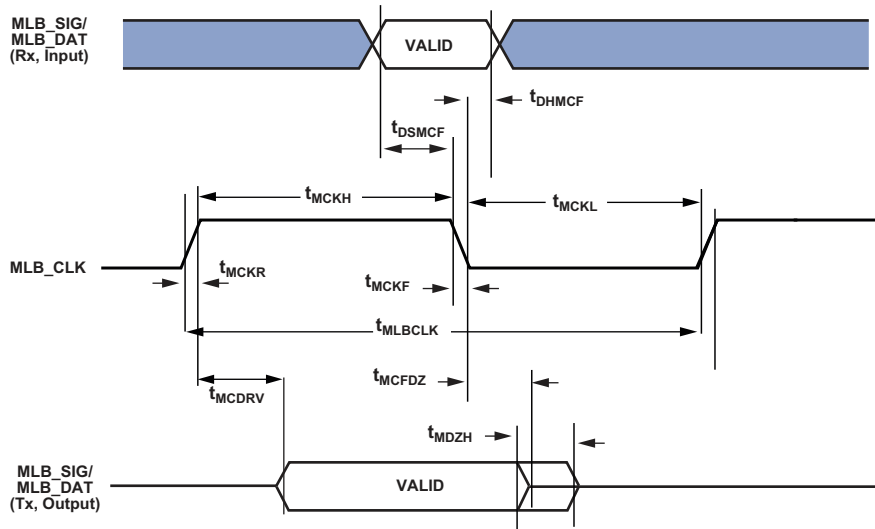 MLB_SIG/
MLB_DAT
(Rx, Input)
VALID
tDHMCF
tDSMCF
tMCKH
tMCKL
MLB_CLK
tMCKR
tMCKF
tMLBCLK
tMCDRV
tMCFDZ
tMDZH
MLB_SIG/
MLB_DAT
(Tx, Output)
VALID